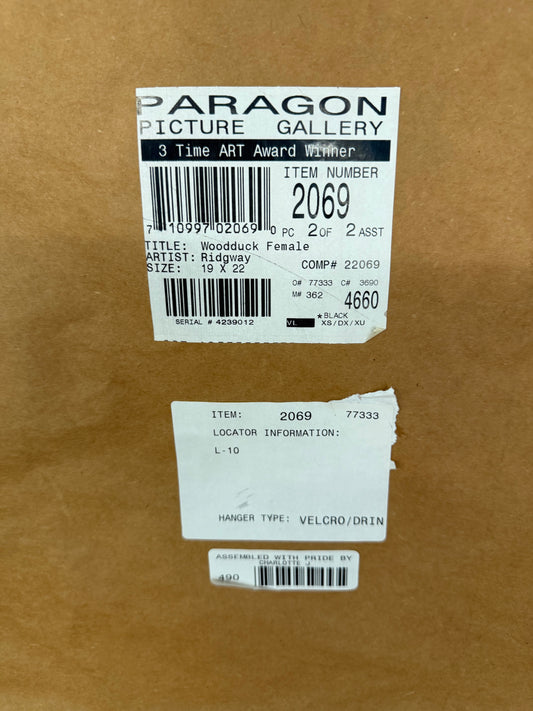 PARAGON
PICTURE GALLERY
3 Time ART Award Winner
ITEM NUMBER
2069
7 10997 02069 0
PC 2 OF 2 ASST
TITLE: Woodduck Female
ARTIST: Ridgway
SIZE: 19 X 22
COMP# 22069
O# 77333 C# 3690
M# 362
4660
SERIAL # 4239012
★BLACK
VL XS/DX/XU
ITEM: 2069 77333
LOCATOR INFORMATION:
L-10
HANGER TYPE: VELCRO/DRIN
ASSEMBLED WITH PRIDE BY
CHARLOTTE J
490